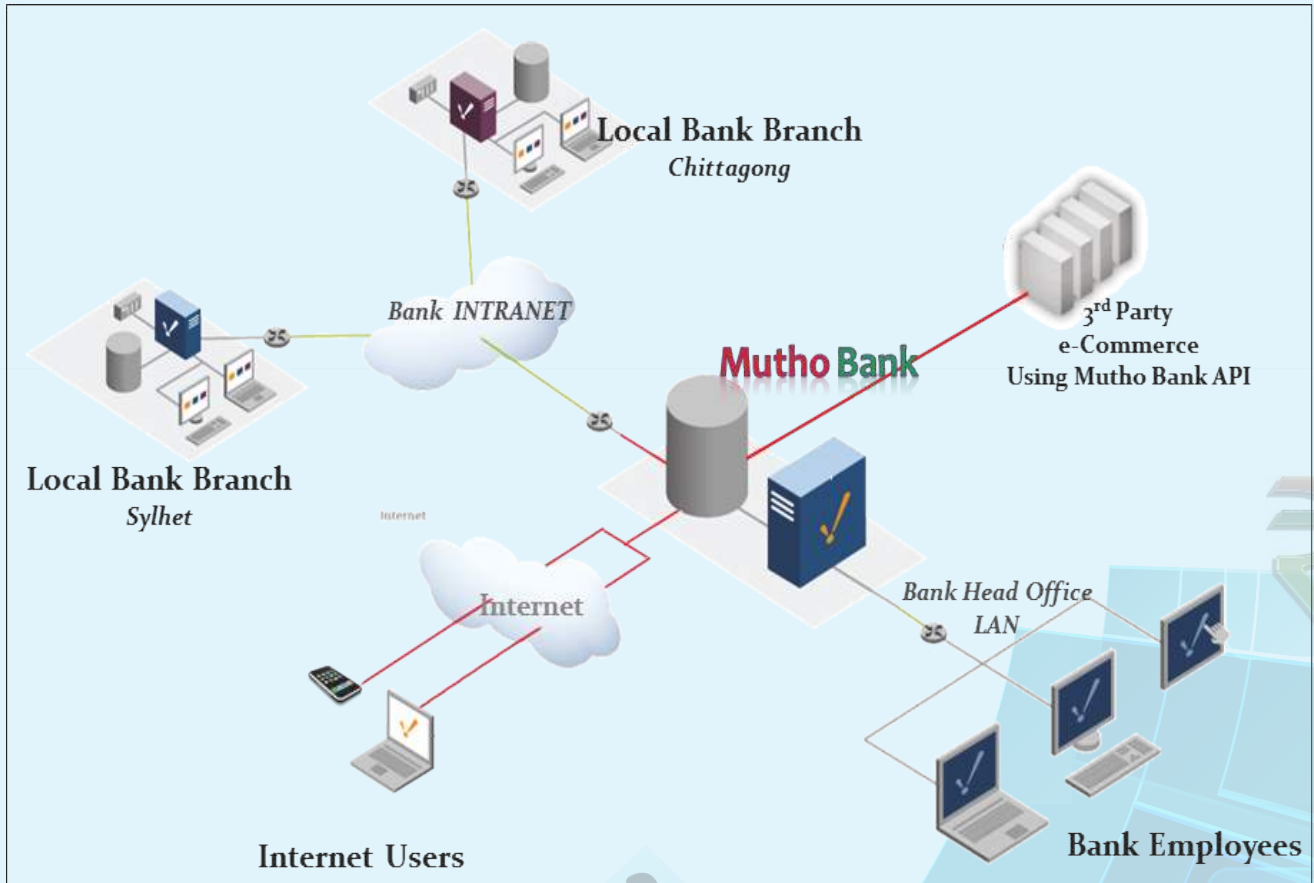 Local Bank Branch
Chittagong
Bank INTRANET
3rd Party
e-Commerce
Using Mutho Bank API
Mutho Bank
Local Bank Branch
Sylhet
Internet
Internet
Bank Head Office
LAN
Internet Users
Bank Employees